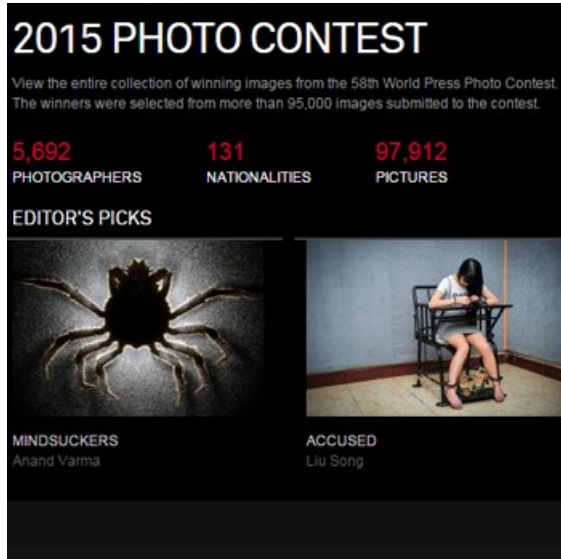 2015 PHOTO CONTEST
View the entire collection of winning images from the 58th World Press Photo Contest.
The winners were selected from more than 95,000 images submitted to the contest.
5,692 131 97,912
PHOTOGRAPHERS NATIONALITIES PICTURES
EDITOR'S PICKS
MINDSUCKERS ACCUSED
Anand Varma Liu Song